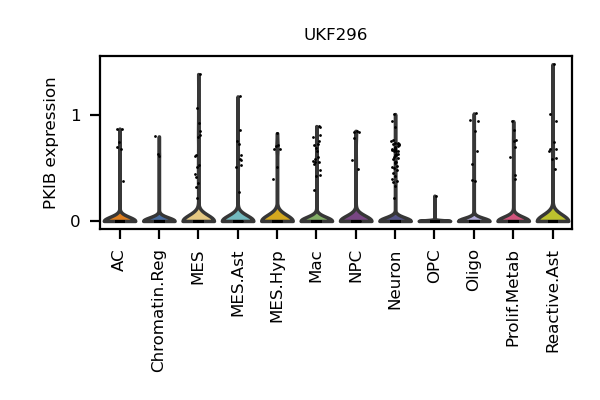 UKF296
PKIB expression
1
0
AC
Chromatin.Reg
MES
MES.Ast
MES.Hyp
Mac
NPC
Neuron
OPC
Oligo
Prolif.Metab
Reactive.Ast